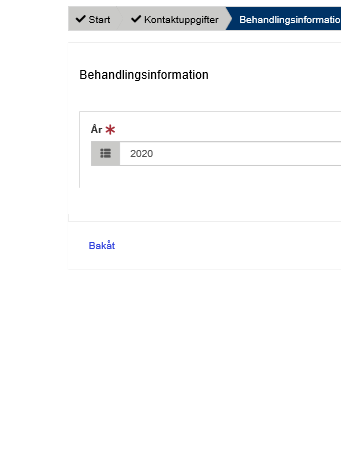 Start Kontaktuppgifter Behandlingsinformatio
Behandlingsinformation
År *
2020
Bakåt